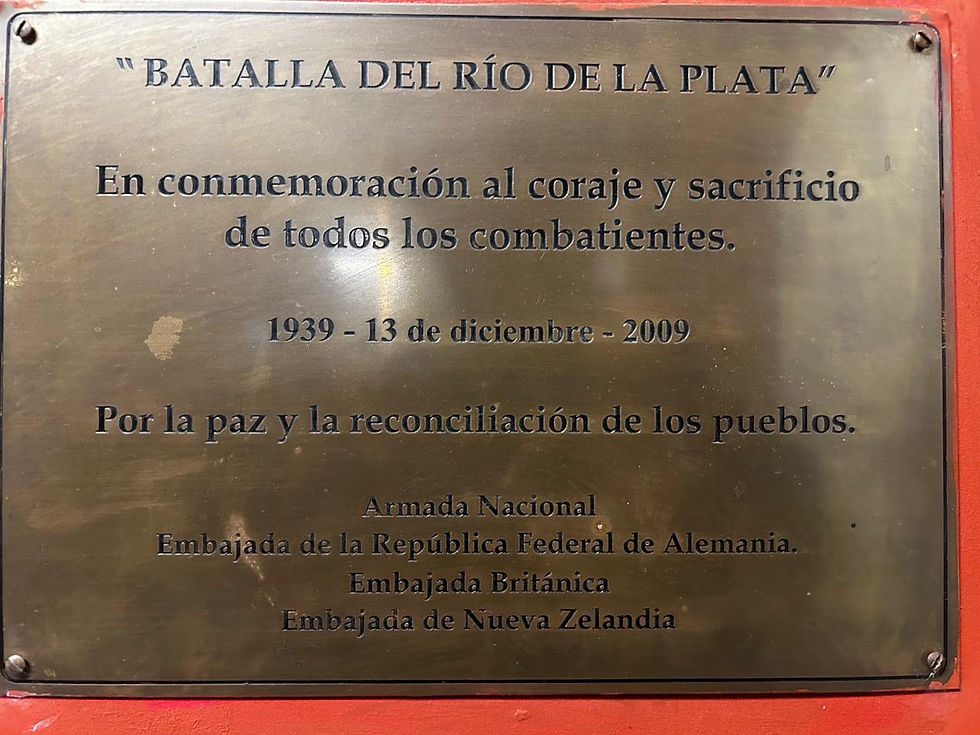 “BATALLA DEL RÍO DE LA PLATA”
En conmemoración al coraje y sacrificio
de todos los combatientes.
1939 - 13 de diciembre - 2009
Por la paz y la reconciliación de los pueblos.
Armada Nacional
Embajada de la República Federal de Alemania.
Embajada Británica
Embajada de Nueva Zelandia